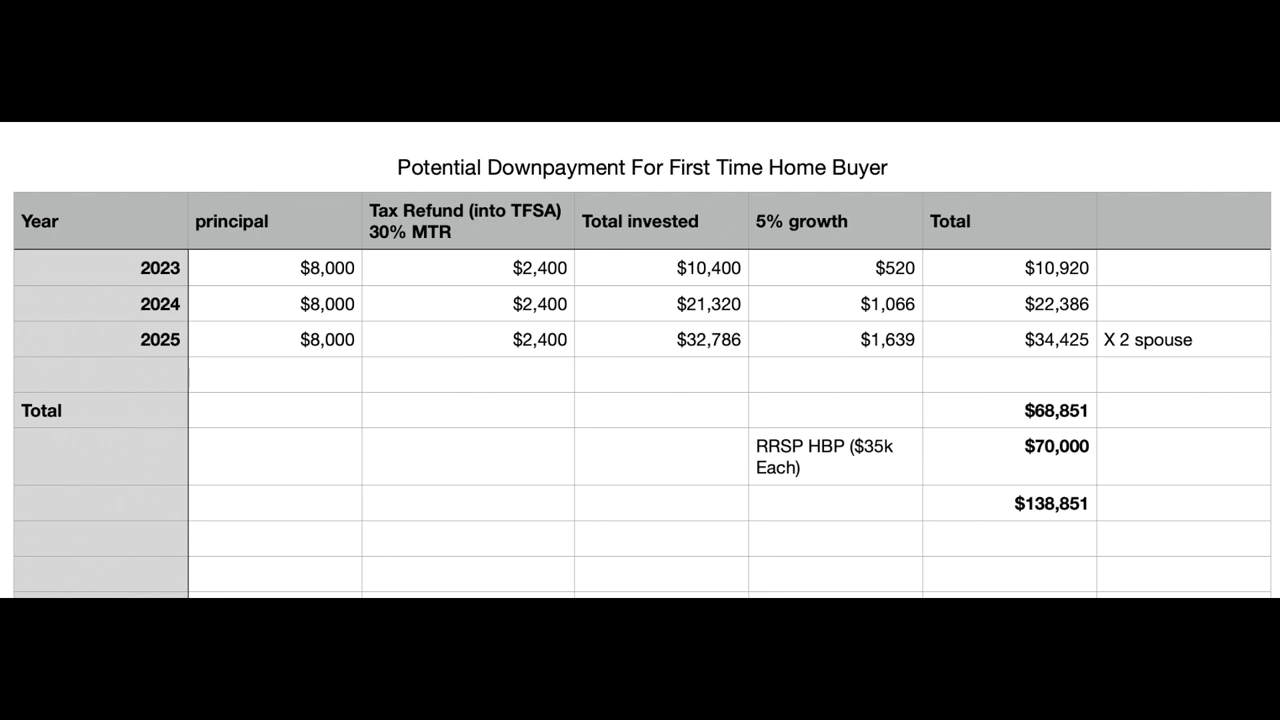 Potential Downpayment For First Time Home Buyer
Year principal Tax Refund (into TFSA) 30% MTR Total invested 5% growth Total
2023 $8,000 $2,400 $10,400 $520 $10,920
2024 $8,000 $2,400 $21,320 $1,066 $22,386
2025 $8,000 $2,400 $32,786 $1,639 $34,425 X 2 spouse
Total $68,851
RRSP HBP ($35k Each) $70,000
$138,851